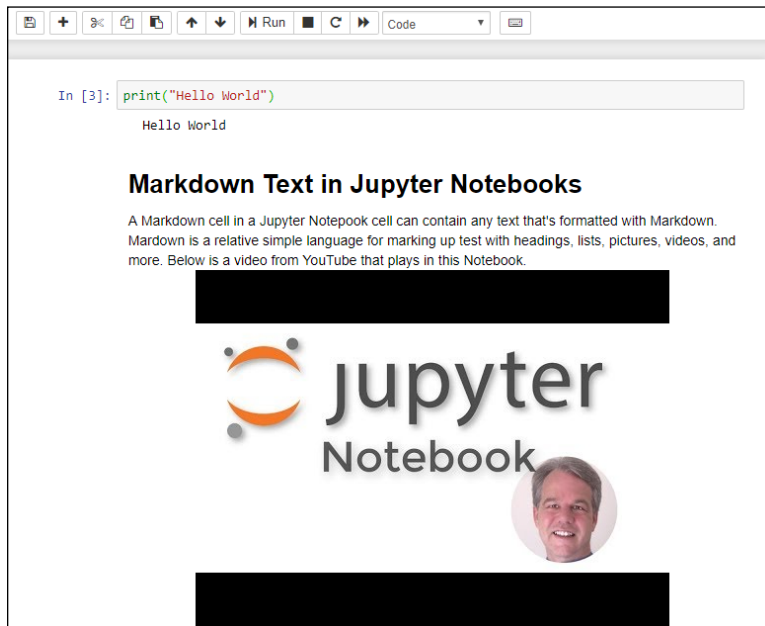 Run
Code
In [3]: print("Hello World")
Hello World
Markdown Text in Jupyter Notebooks
A Markdown cell in a Jupyter Notepook cell can contain any text that's formatted with Markdown.
Mardown is a relative simple language for marking up test with headings, lists, pictures, videos, and
more. Below is a video from YouTube that plays in this Notebook.
jupyter
Notebook